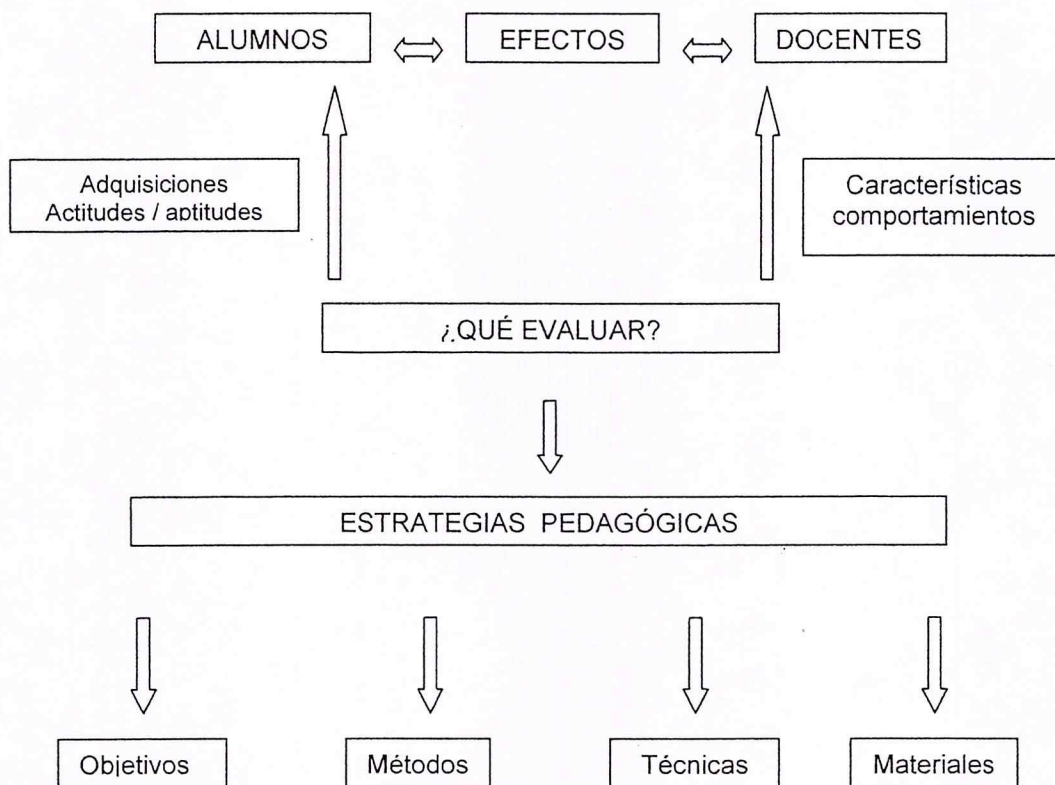 ALUMNOS
EFECTOS
DOCENTES
Adquisiciones
Actitudes / aptitudes
Características
comportamientos
¿QUÉ EVALUAR?
ESTRATEGIAS PEDAGÓGICAS
Objetivos
Métodos
Técnicas
Materiales